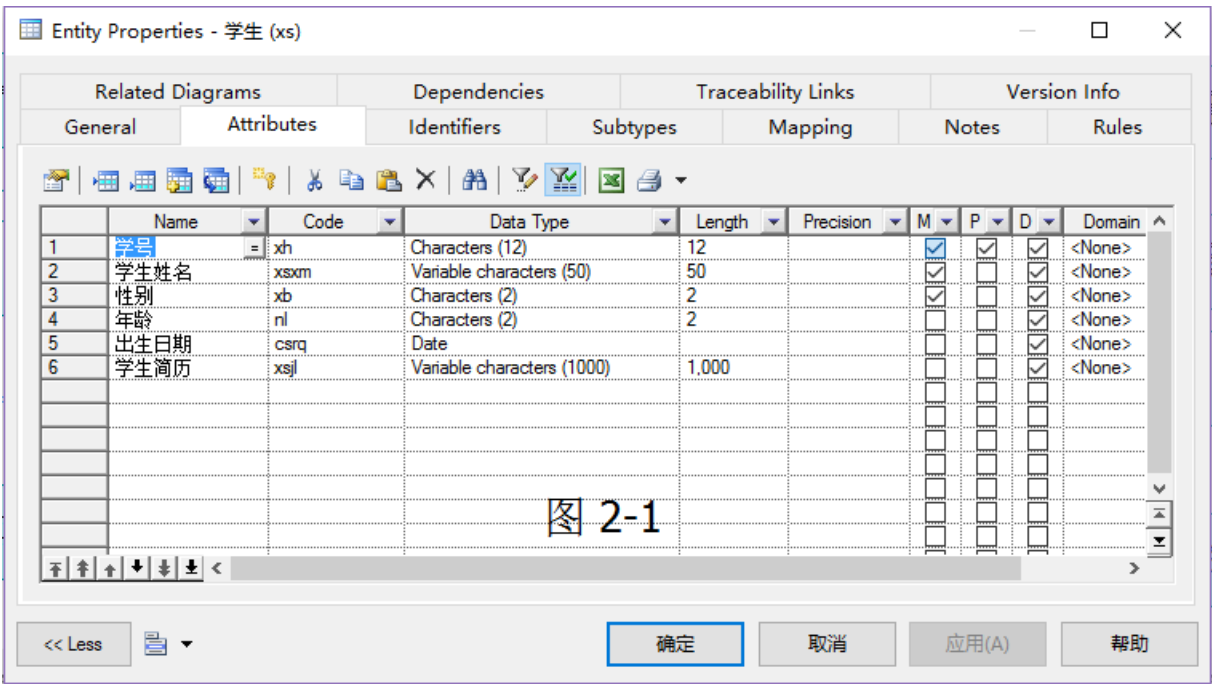 Entity Properties - 学生 (xs)
Related Diagrams Dependencies Traceability Links Version Info
General Attributes Identifiers Subtypes Mapping Notes Rules
Name Code Data Type Length Precision M P D Domain
1 学号 = xh Characters (12) 12 <None>
2 学生姓名 xsxm Variable characters (50) 50 <None>
3 性别 xb Characters (2) 2 <None>
4 年龄 nl Characters (2) 2 <None>
5 出生日期 csrq Date <None>
6 学生简历 xsjl Variable characters (1000) 1,000 <None>
图 2-1
<< Less 确定 取消 应用(A) 帮助